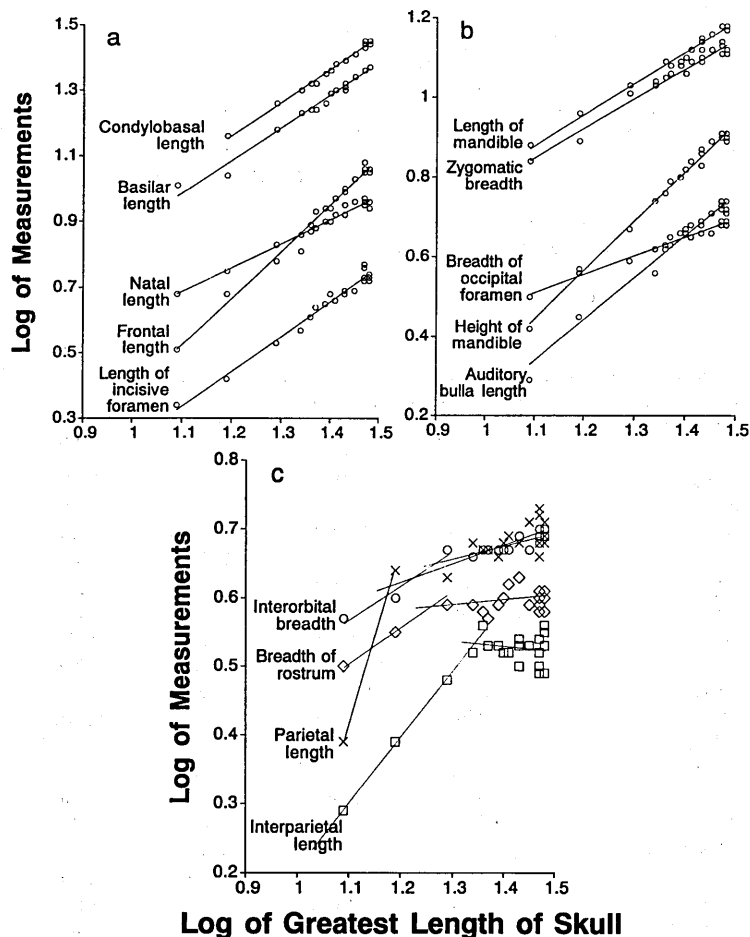 a
1.5
1.3
1.1
0.9
0.7
0.5
0.3
Log of Measurements
Condylobasal
length
Basilar
length
Natal
length
Frontal
length
Length of
incisive
foramen
0.9
1
1.1
1.2
1.3
1.4
1.5
b
1.2
1
0.8
0.6
0.4
0.2
Length of
mandible
Zygomatic
breadth
Breadth of
occipital
foramen
Height of
mandible
Auditory
bulla length
0.9
1
1.1
1.2
1.3
1.4
1.5
c
0.8
0.7
0.6
0.5
0.4
0.3
0.2
Log of Measurements
Interorbital
breadth
Breadth of
rostrum
Parietal
length
Interparietal
length
0.9
1
1.1
1.2
1.3
1.4
1.5
Log of Greatest Length of Skull